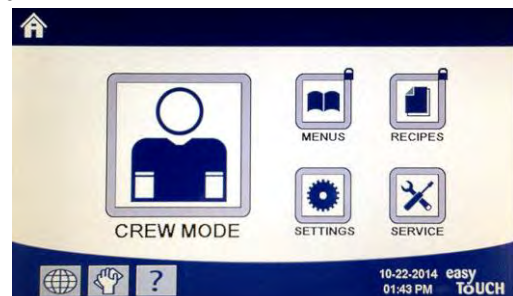 MENUS
RECIPES
CREW MODE
SETTINGS
SERVICE
?
10-22-2014
01:43 PM
easy
TOUCH